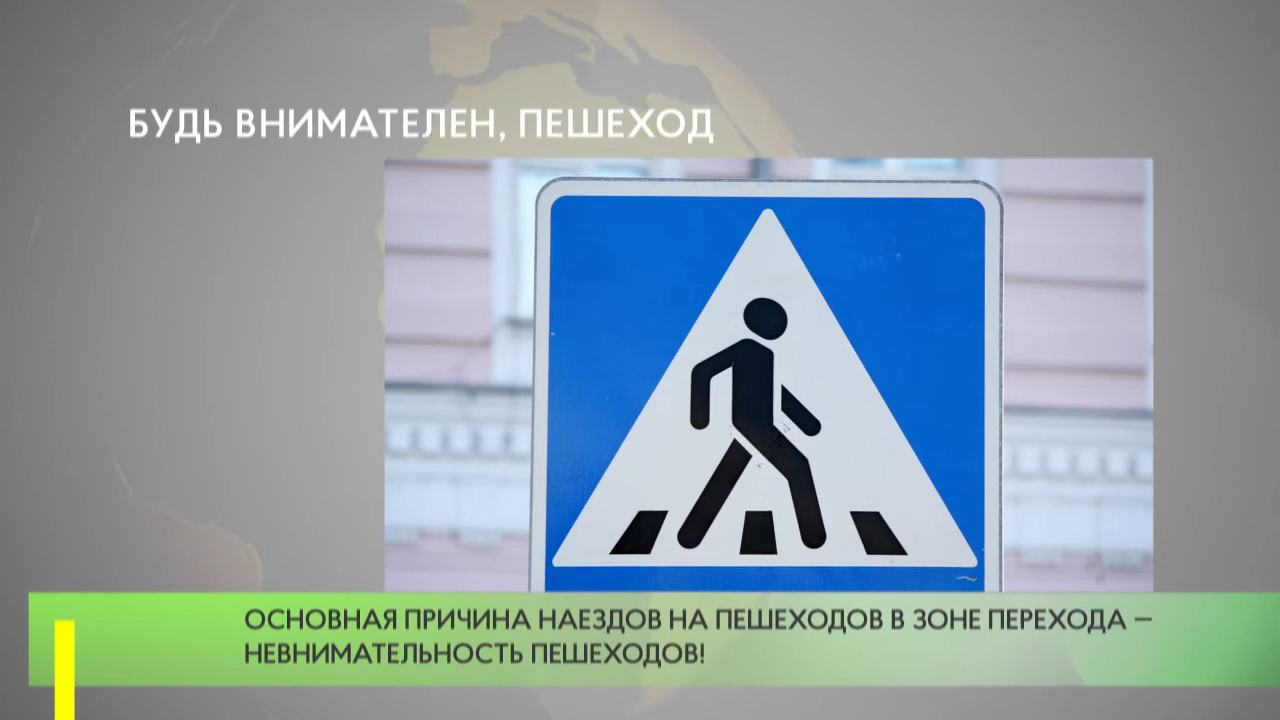 БУДЬ ВНИМАТЕЛЕН, ПЕШЕХОД
ОСНОВНАЯ ПРИЧИНА НАЕЗДОВ НА ПЕШЕХОДОВ В ЗОНЕ ПЕРЕХОДА –
НЕВНИМАТЕЛЬНОСТЬ ПЕШЕХОДОВ!